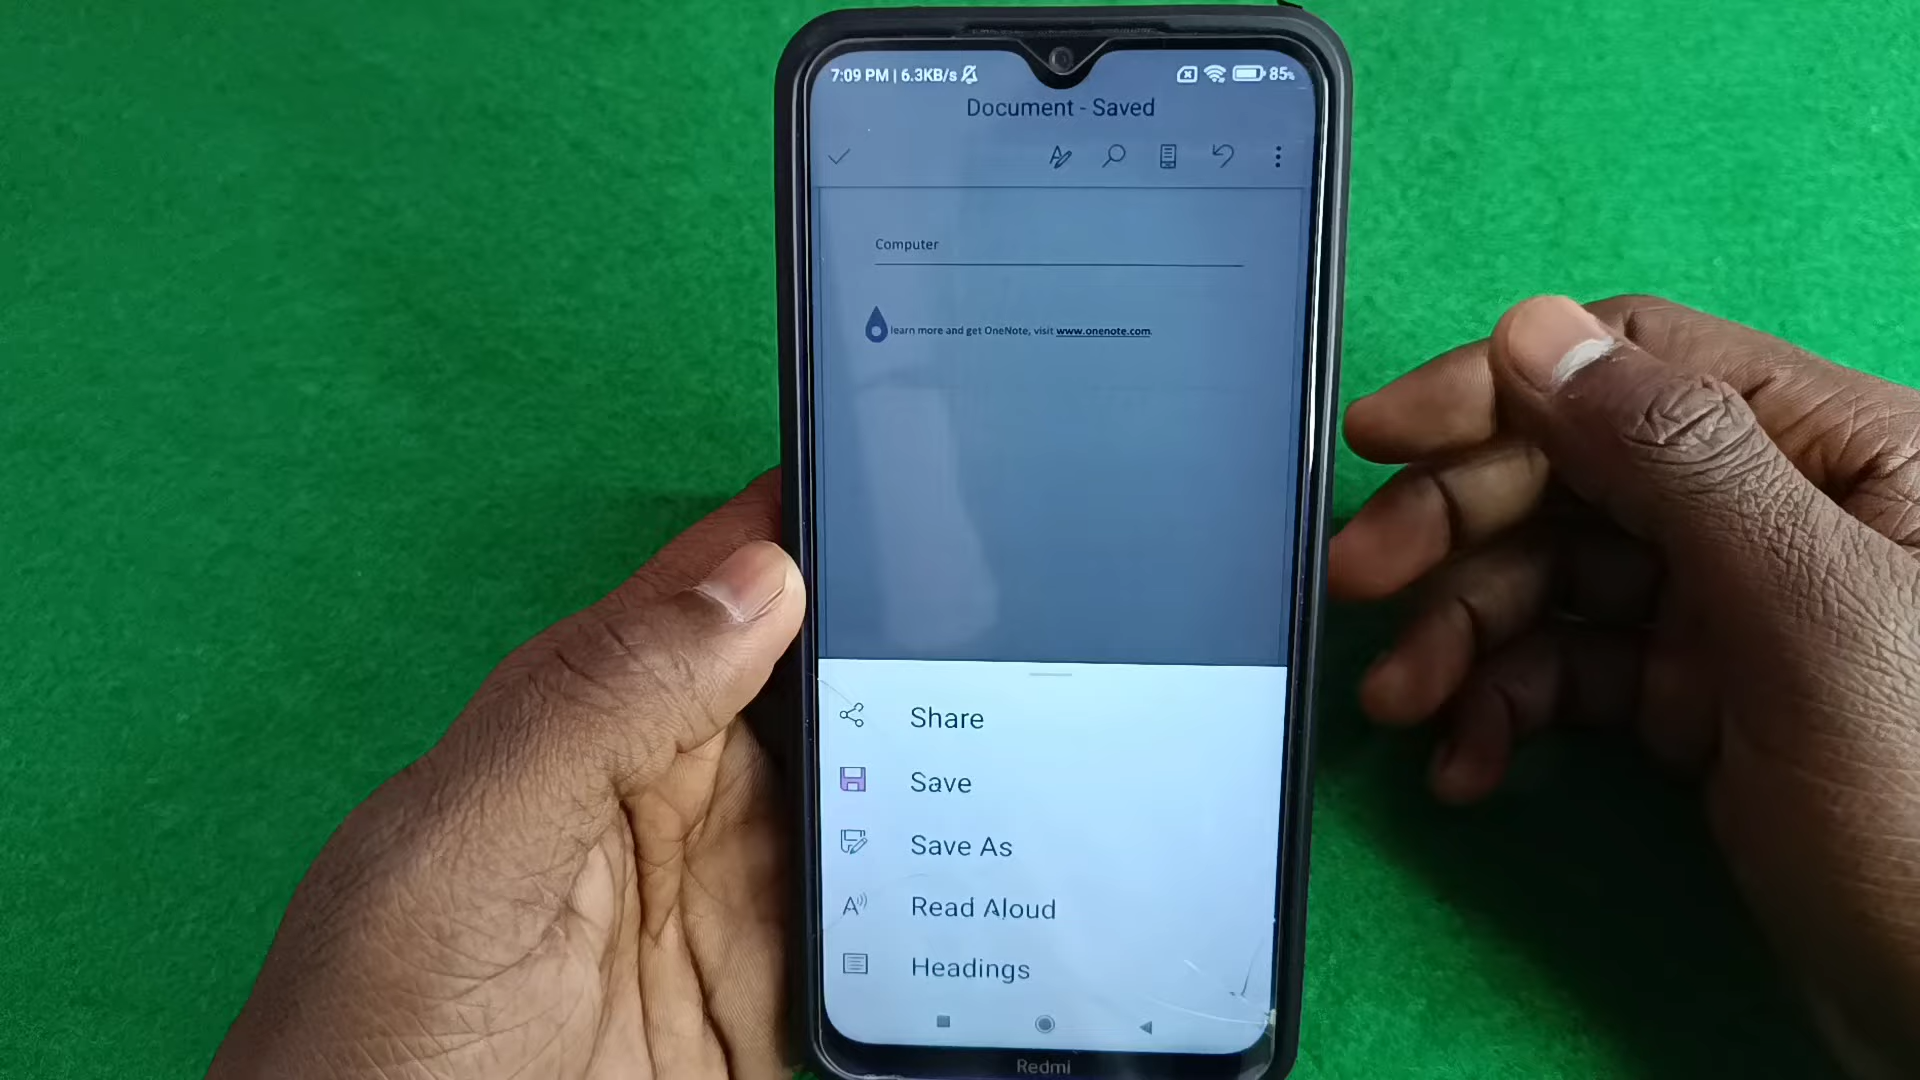 7:09 PM | 6.3KB/s 85%
Document - Saved
Computer
learn more and get OneNote, visit www.onenote.com.
Share
Save
Save As
Read Aloud
Headings
Redmi